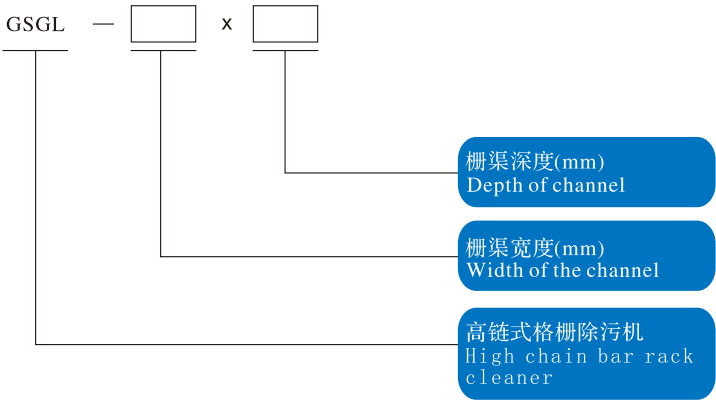 GSGL — x
栅渠深度(mm)
Depth of channel
栅渠宽度(mm)
Width of the channel
高链式格栅除污机
High chain bar rack
cleaner